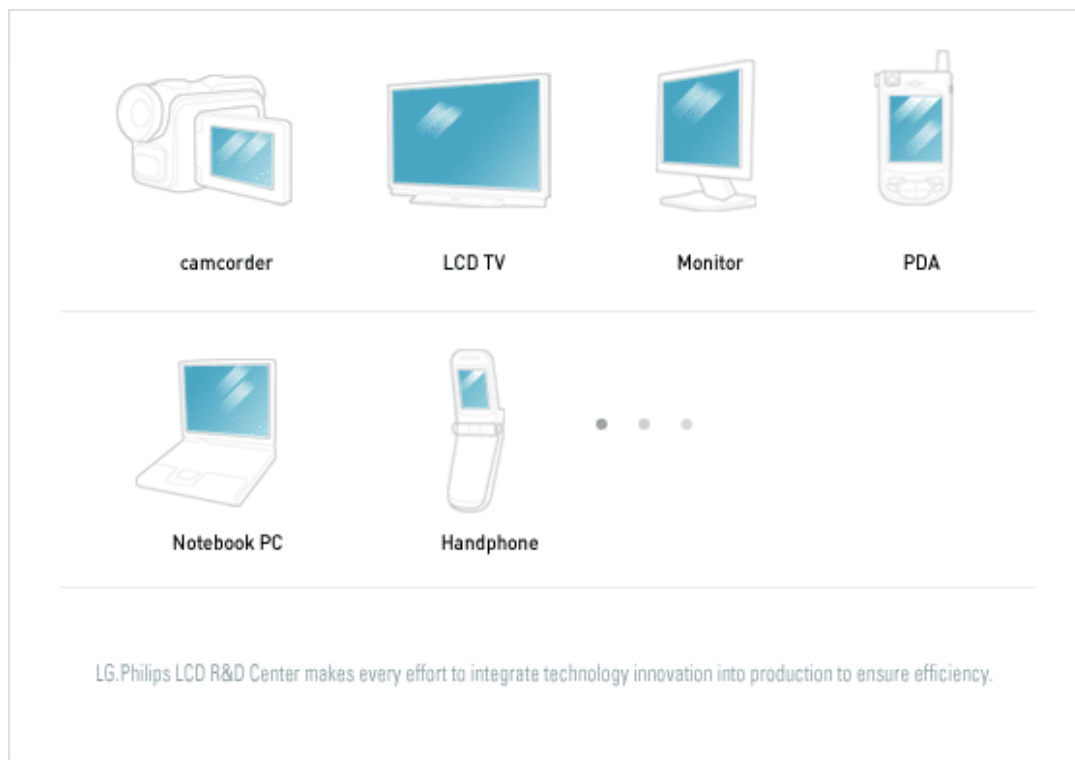 camcorder
LCD TV
Monitor
PDA
Notebook PC
Handphone
LG.Philips LCD R&D Center makes every effort to integrate technology innovation into production to ensure efficiency.